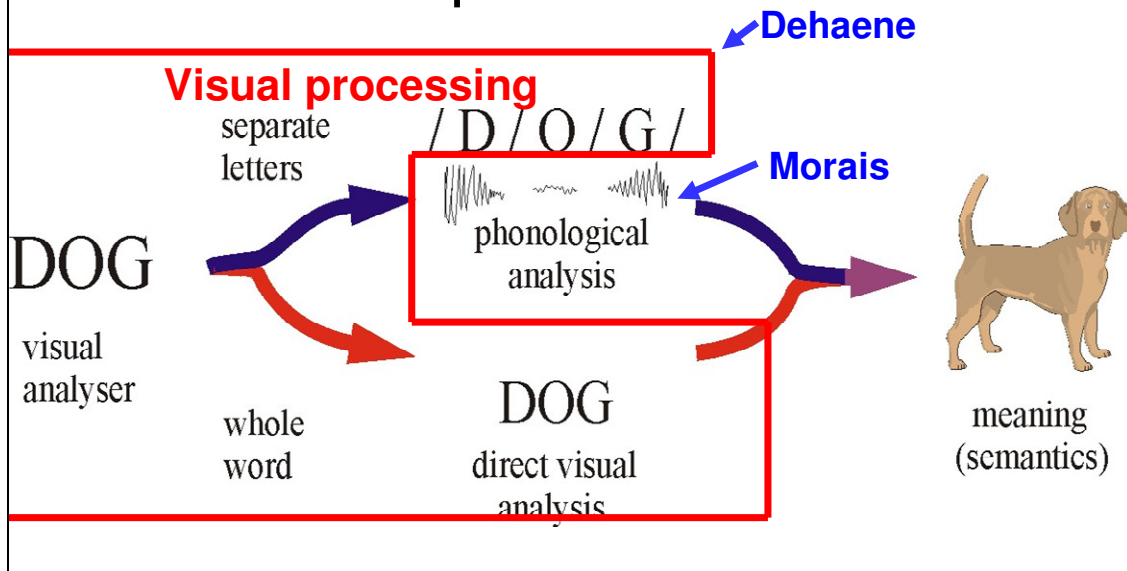 Dehaene
Visual processing
separate
letters
/ D / O / G /
Morais
phonological
analysis
DOG
visual
analyser
whole
word
DOG
direct visual
analysis
meaning
(semantics)